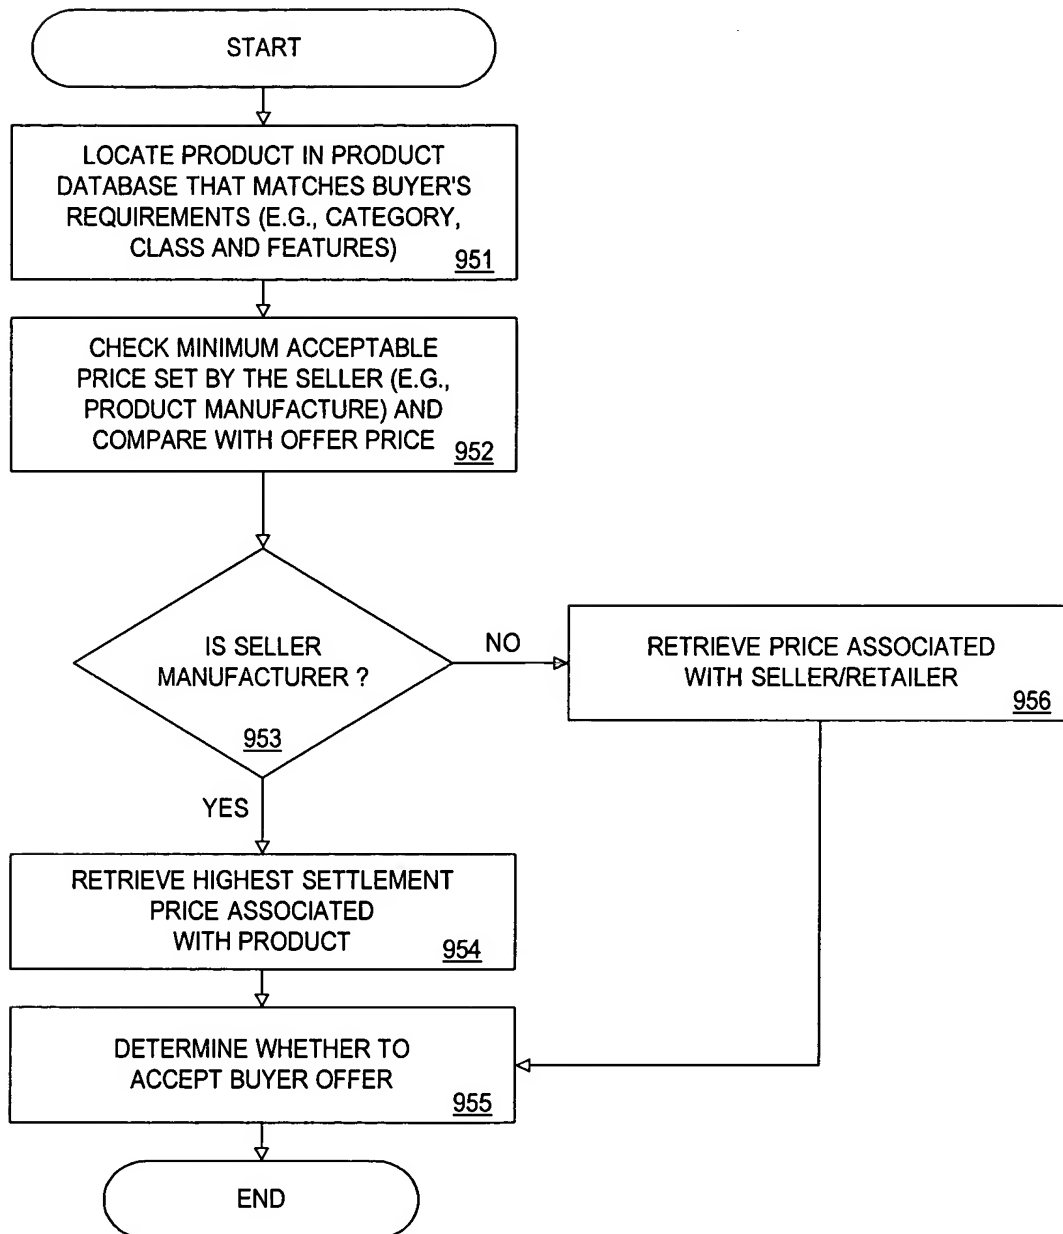 START
LOCATE PRODUCT IN PRODUCT
DATABASE THAT MATCHES BUYER'S
REQUIREMENTS (E.G., CATEGORY,
CLASS AND FEATURES)
951
CHECK MINIMUM ACCEPTABLE
PRICE SET BY THE SELLER (E.G.,
PRODUCT MANUFACTURE) AND
COMPARE WITH OFFER PRICE
952
IS SELLER
MANUFACTURER ?
953
NO
RETRIEVE PRICE ASSOCIATED
WITH SELLER/RETAILER
956
YES
RETRIEVE HIGHEST SETTLEMENT
PRICE ASSOCIATED
WITH PRODUCT
954
DETERMINE WHETHER TO
ACCEPT BUYER OFFER
955
END